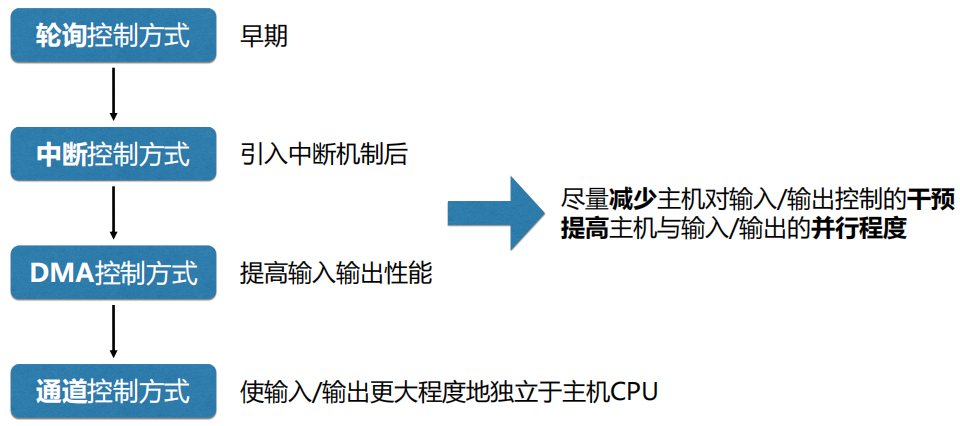 轮询控制方式
早期
中断控制方式
引入中断机制后
尽量减少主机对输入/输出控制的干预
提高主机与输入/输出的并行程度
DMA控制方式
提高输入输出性能
通道控制方式
使输入/输出更大程度地独立于主机CPU